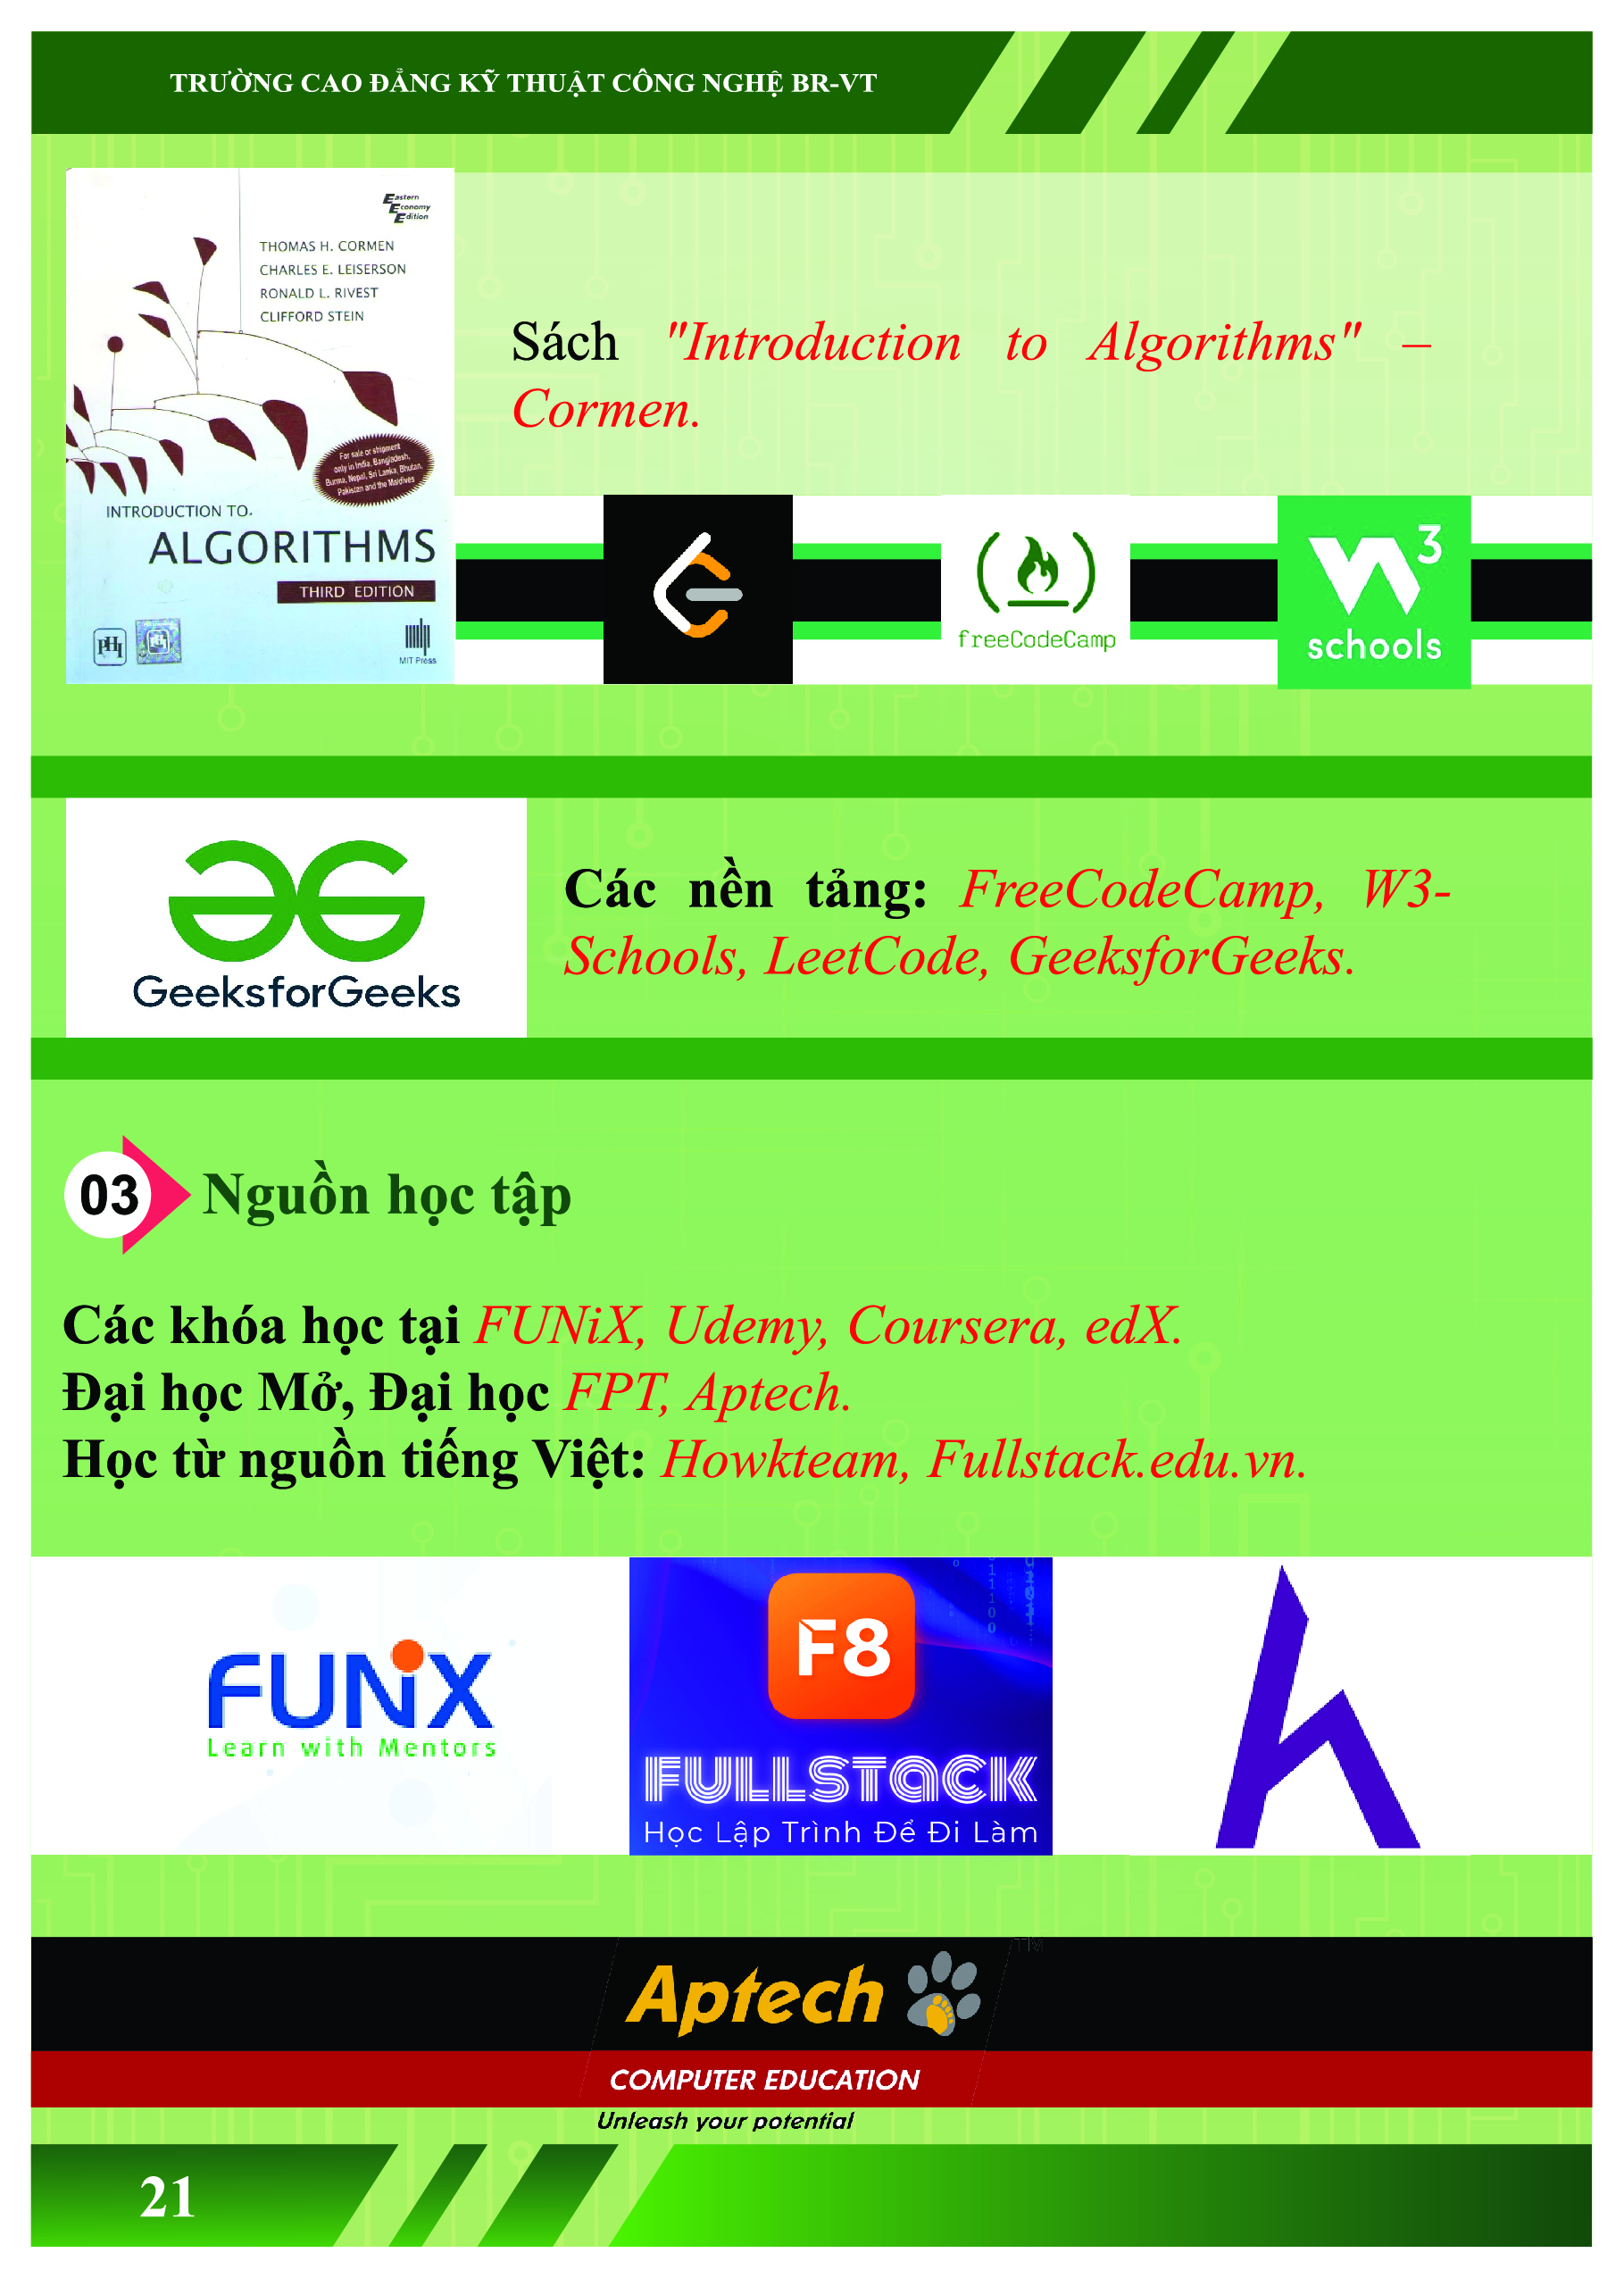 TRƯỜNG CAO ĐẲNG KỸ THUẬT CÔNG NGHỆ BR-VT
Eastern
Economy
Edition
THOMAS H. CORMEN
CHARLES E. LEISERSON
RONALD L. RIVEST
CLIFFORD STEIN
For sale or shipment
only in India, Bangladesh,
Burma, Nepal, Sri Lanka, Bhutan,
Pakistan and the Maldives
INTRODUCTION TO
ALGORITHMS
THIRD EDITION
PHI
PHI
MIT Press
Sách "Introduction to Algorithms" –
Cormen.
freeCodeCamp
W3
schools
GeeksforGeeks
Các nền tảng: FreeCodeCamp, W3-
Schools, LeetCode, GeeksforGeeks.
03 Nguồn học tập
Các khóa học tại FUNiX, Udemy, Coursera, edX.
Đại học Mở, Đại học FPT, Aptech.
Học từ nguồn tiếng Việt: Howkteam, Fullstack.edu.vn.
FUNiX
Learn with Mentors
F8
FULLSTACK
Học Lập Trình Để Đi Làm
Aptech
TM
COMPUTER EDUCATION
Unleash your potential
21